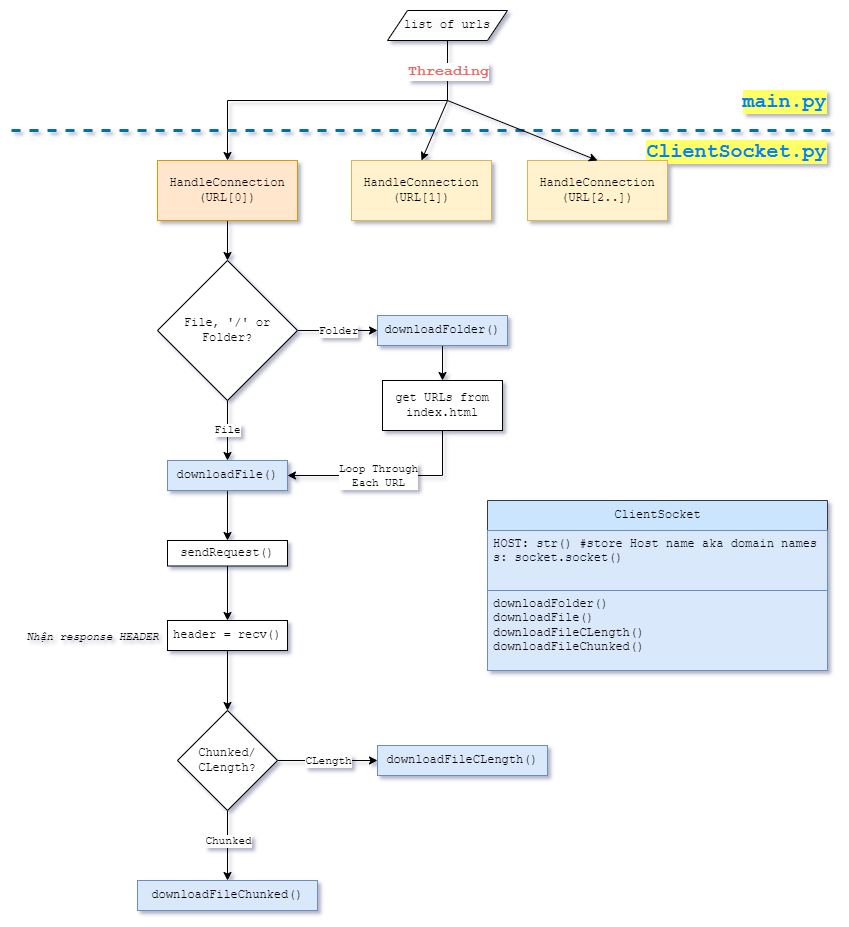 list of urls
Threading
main.py
ClientSocket.py
HandleConnection
(URL[0])
HandleConnection
(URL[1])
HandleConnection
(URL[2..])
File, '/' or
Folder?
Folder
downloadFolder()
get URLs from
index.html
File
Loop Through
Each URL
downloadFile()
sendRequest()
Nhận response HEADER
header = recv()
ClientSocket
HOST: str() #store Host name aka domain names
s: socket.socket()
downloadFolder()
downloadFile()
downloadFileCLength()
downloadFileChunked()
Chunked/
CLength?
CLength
downloadFileCLength()
Chunked
downloadFileChunked()